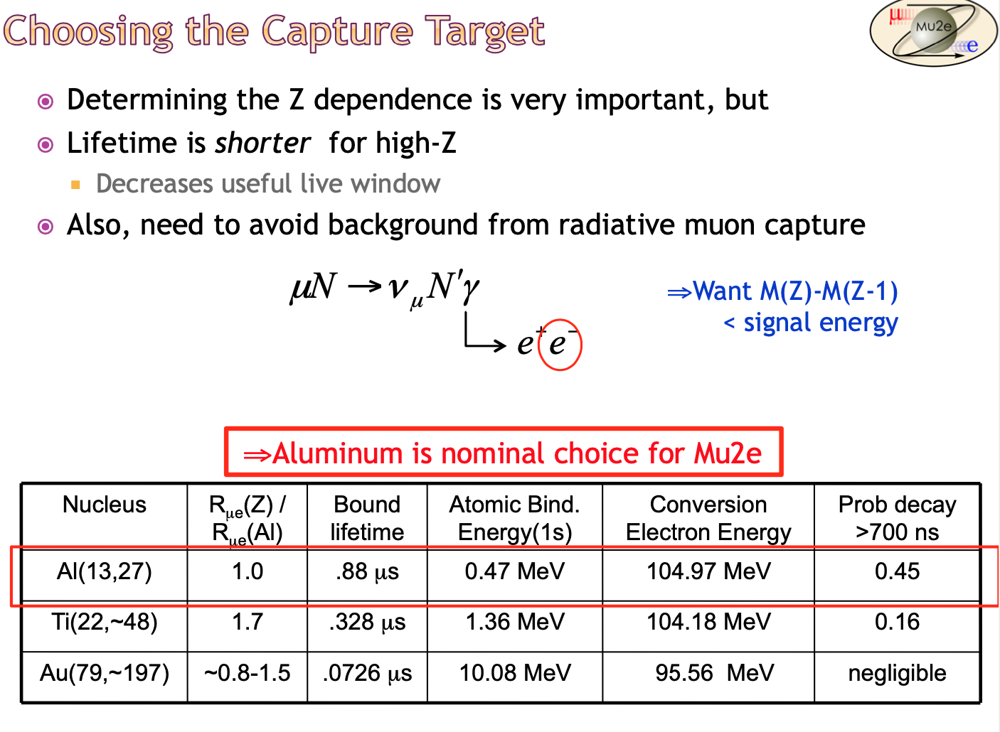 Choosing the Capture Target
μ Mu2e e
Determining the Z dependence is very important, but
Lifetime is shorter for high-Z
Decreases useful live window
Also, need to avoid background from radiative muon capture
μN → ν_μ N′γ
e⁺e⁻
⇒Want M(Z)-M(Z-1)
< signal energy
⇒Aluminum is nominal choice for Mu2e
Nucleus | R_μe(Z) / R_μe(Al) | Bound lifetime | Atomic Bind. Energy(1s) | Conversion Electron Energy | Prob decay >700 ns
Al(13,27) | 1.0 | .88 μs | 0.47 MeV | 104.97 MeV | 0.45
Ti(22,~48) | 1.7 | .328 μs | 1.36 MeV | 104.18 MeV | 0.16
Au(79,~197) | ~0.8-1.5 | .0726 μs | 10.08 MeV | 95.56 MeV | negligible